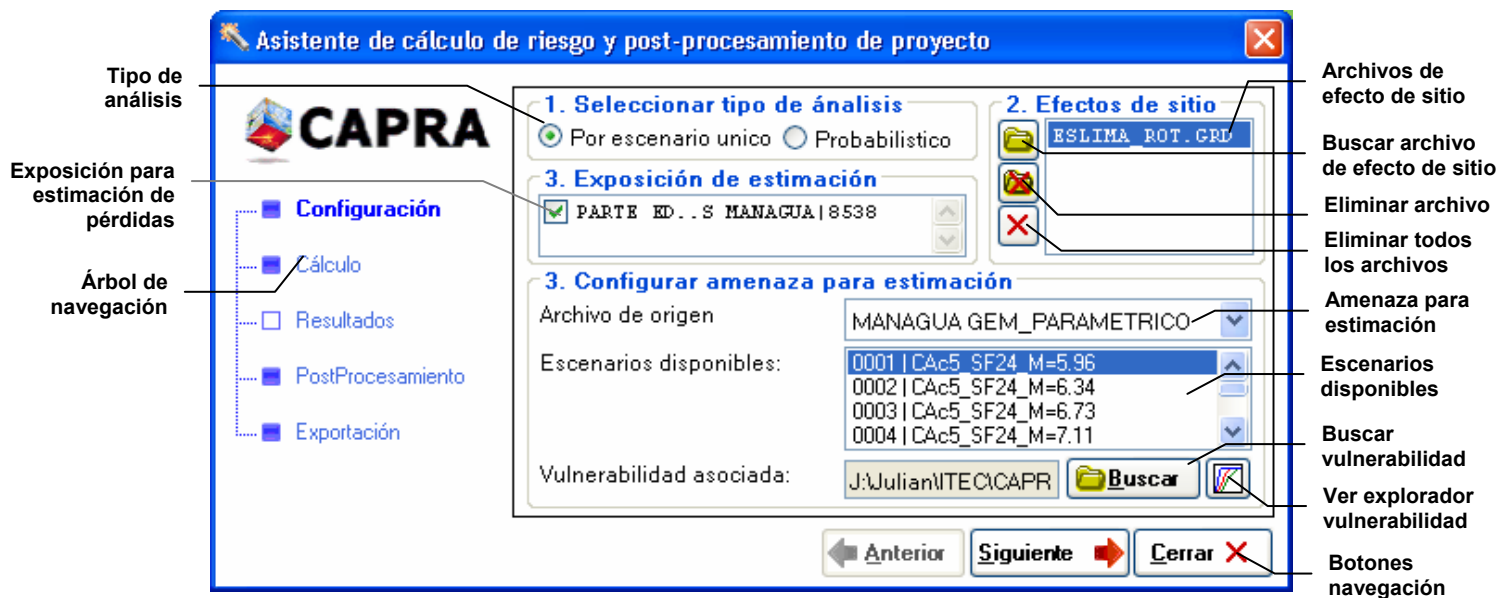 Asistente de cálculo de riesgo y post-procesamiento de proyecto
Tipo de
análisis
Exposición para
estimación de
pérdidas
Árbol de
navegación
CAPRA
Configuración
Cálculo
Resultados
PostProcesamiento
Exportación
1. Seleccionar tipo de ánalisis
Por escenario unico
Probabilistico
2. Efectos de sitio
ESLIMA_ROT.GRD
3. Exposición de estimación
PARTE ED..S MANAGUA|8538
3. Configurar amenaza para estimación
Archivo de origen
MANAGUA GEM_PARAMETRICO
Escenarios disponibles:
0001 | CAc5_SF24_M=5.96
0002 | CAc5_SF24_M=6.34
0003 | CAc5_SF24_M=6.73
0004 | CAc5_SF24_M=7.11
Vulnerabilidad asociada:
J:\Julian\ITEC\CAPR
Buscar
Anterior
Siguiente
Cerrar
Archivos de
efecto de sitio
Buscar archivo
de efecto de sitio
Eliminar archivo
Eliminar todos
los archivos
Amenaza para
estimación
Escenarios
disponibles
Buscar
vulnerabilidad
Ver explorador
vulnerabilidad
Botones
navegación